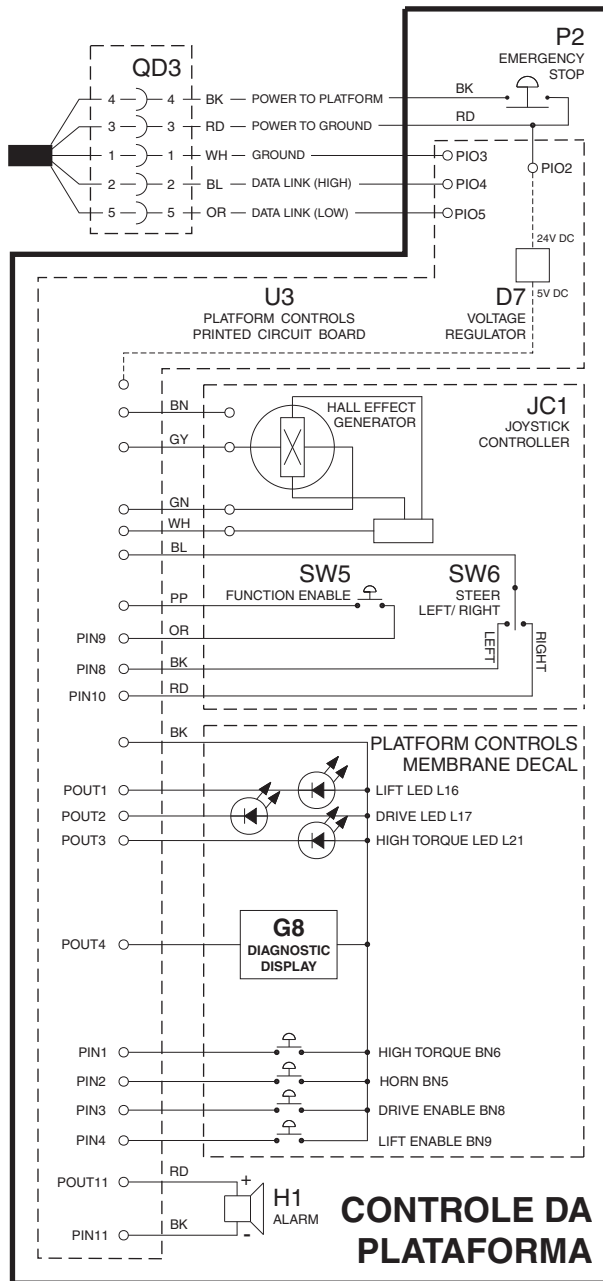 P2
EMERGENCY
STOP
QD3
BK
4 4 BK POWER TO PLATFORM
RD
3 3 RD POWER TO GROUND
1 1 WH GROUND PIO3
PIO2
2 2 BL DATA LINK (HIGH) PIO4
5 5 OR DATA LINK (LOW) PIO5
24V DC
5V DC
U3
PLATFORM CONTROLS
PRINTED CIRCUIT BOARD
D7
VOLTAGE
REGULATOR
BN
HALL EFFECT
GENERATOR
JC1
JOYSTICK
CONTROLLER
GY
GN
WH
BL
SW5
FUNCTION ENABLE
SW6
STEER
LEFT/ RIGHT
PP
PIN9 OR
LEFT
RIGHT
PIN8 BK
PIN10 RD
BK
PLATFORM CONTROLS
MEMBRANE DECAL
POUT1 LIFT LED L16
POUT2 DRIVE LED L17
POUT3 HIGH TORQUE LED L21
G8
DIAGNOSTIC
DISPLAY
POUT4
PIN1 HIGH TORQUE BN6
PIN2 HORN BN5
PIN3 DRIVE ENABLE BN8
PIN4 LIFT ENABLE BN9
POUT11 RD +
H1
ALARM
PIN11 BK -
CONTROLE DA
PLATAFORMA